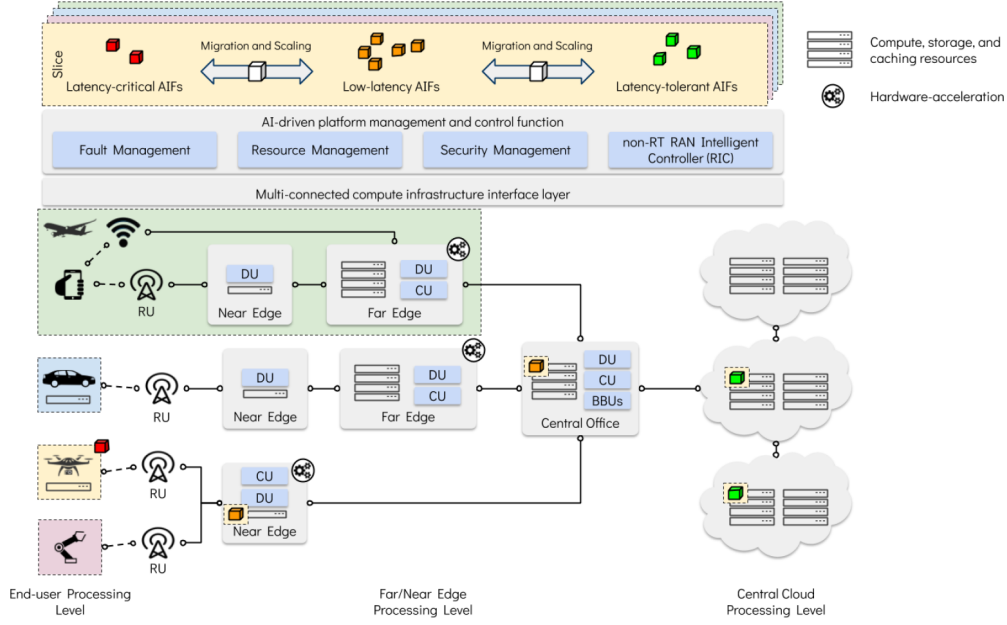 Slice
Migration and Scaling
Migration and Scaling
Latency-critical AIFs
Low-latency AIFs
Latency-tolerant AIFs
Compute, storage, and
caching resources
Hardware-acceleration
AI-driven platform management and control function
Fault Management
Resource Management
Security Management
non-RT RAN Intelligent
Controller (RIC)
Multi-connected compute infrastructure interface layer
RU
DU
Near Edge
DU
CU
Far Edge
RU
DU
Near Edge
DU
CU
Far Edge
DU
CU
BBUs
Central Office
RU
CU
DU
Near Edge
RU
End-user Processing
Level
Far/Near Edge
Processing Level
Central Cloud
Processing Level